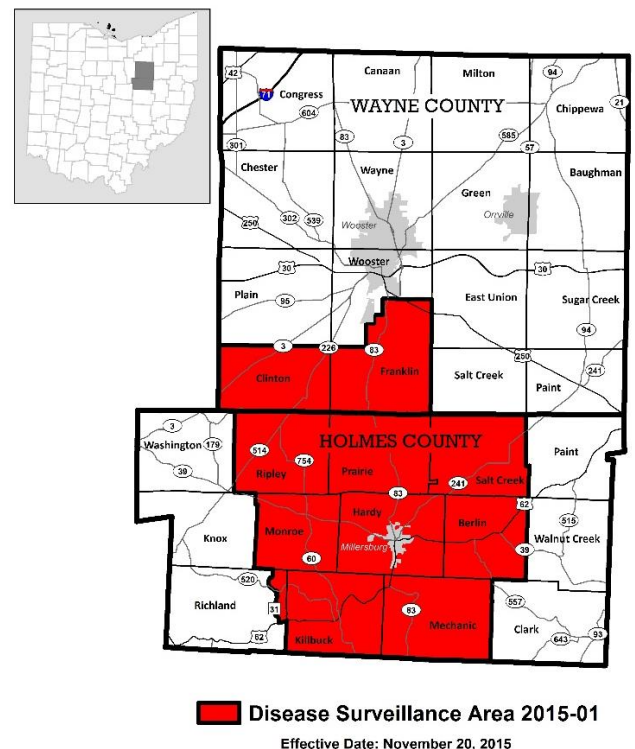 42
Canaan
Milton
94
71
Congress
WAYNE COUNTY
604
Chippewa
21
83
3
585
301
57
Chester
Wayne
Baughman
Green
302
539
Wooster
Orrville
250
Wooster
30
30
Plain
95
East Union
Sugar Creek
94
3
226
83
250
241
Clinton
Franklin
Salt Creek
Paint
3
Washington
179
HOLMES COUNTY
Paint
514
754
39
Ripley
Prairie
241
Salt Creek
83
62
Hardy
Knox
Monroe
Berlin
515
Millersburg
Walnut Creek
39
60
520
Richland
31
83
557
Mechanic
Clark
62
Killbuck
643
93
Disease Surveillance Area 2015-01
Effective Date: November 20, 2015